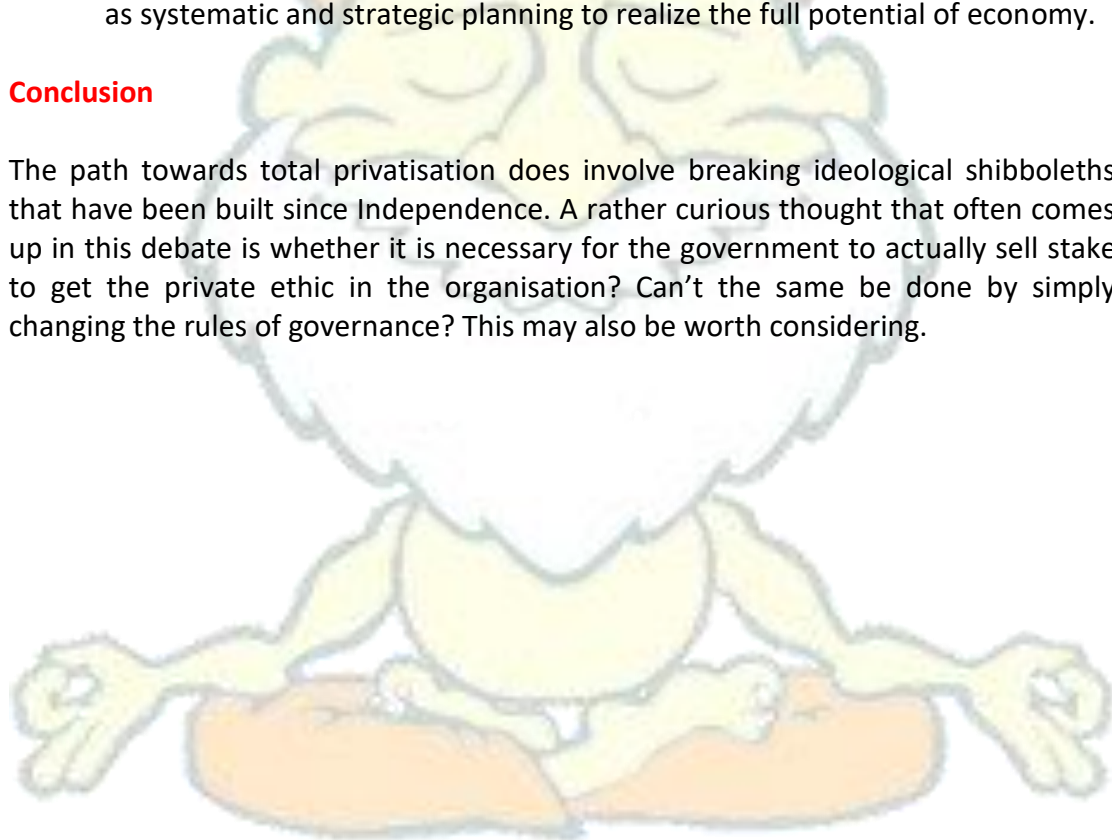 as systematic and strategic planning to realize the full potential of economy.
Conclusion
The path towards total privatisation does involve breaking ideological shibboleths
that have been built since Independence. A rather curious thought that often comes
up in this debate is whether it is necessary for the government to actually sell stake
to get the private ethic in the organisation? Can’t the same be done by simply
changing the rules of governance? This may also be worth considering.